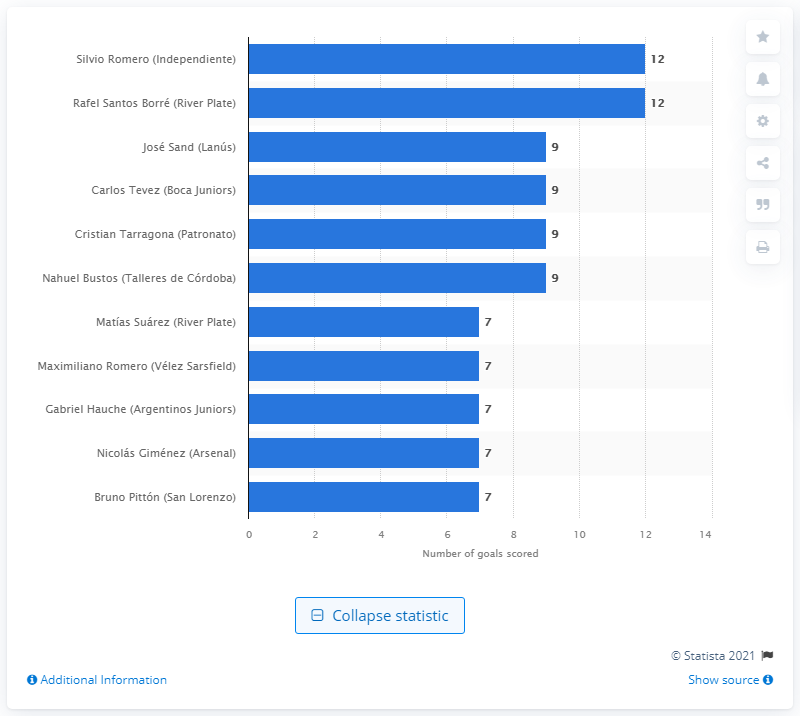 Silvio Romero (Independiente) 12
Rafel Santos Borré (River Plate) 12
José Sand (Lanús) 9
Carlos Tevez (Boca Juniors) 9
Cristian Tarragona (Patronato) 9
Nahuel Bustos (Talleres de Córdoba) 9
Matías Suárez (River Plate) 7
Maximiliano Romero (Vélez Sarsfield) 7
Gabriel Hauche (Argentinos Juniors) 7
Nicolás Giménez (Arsenal) 7
Bruno Pittón (San Lorenzo) 7
0 2 4 6 8 10 12 14
Number of goals scored
Collapse statistic
© Statista 2021
Additional Information
Show source